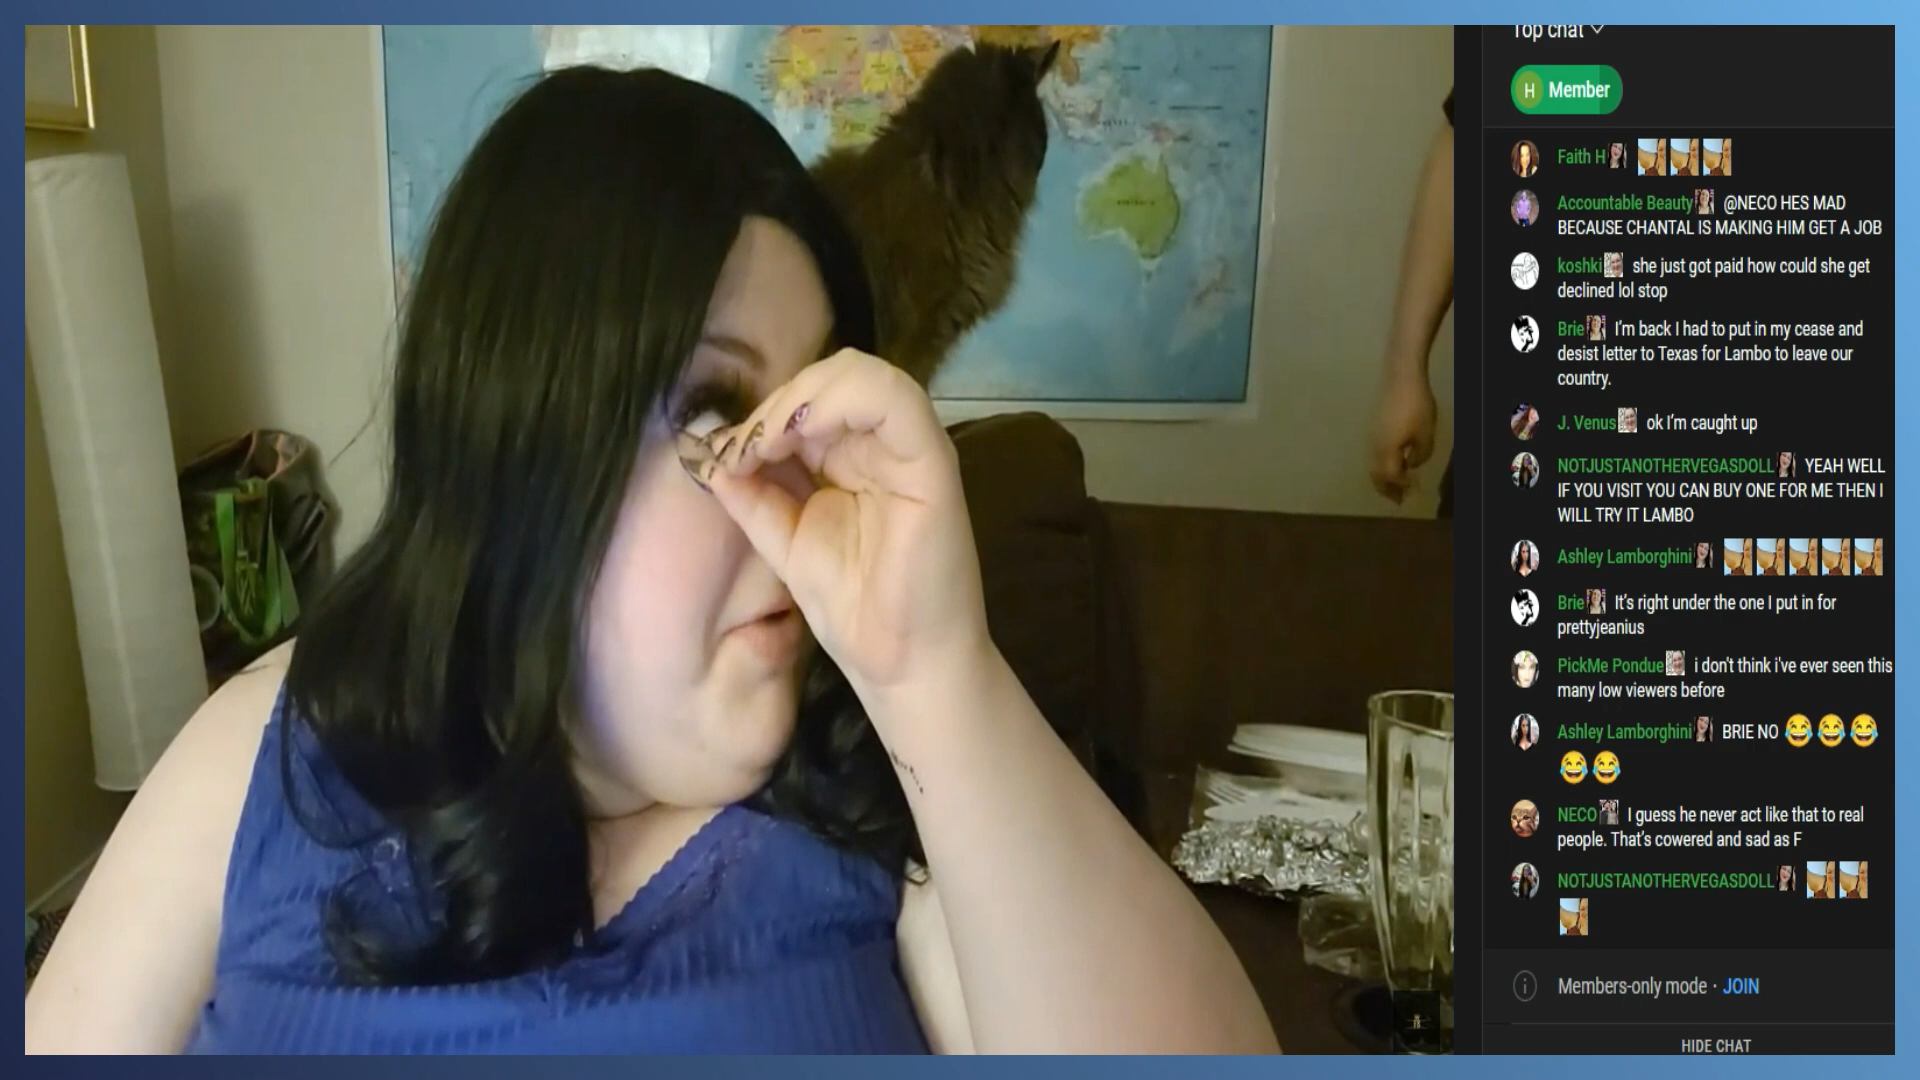 Top chat
H Member
Faith H
Accountable Beauty @NECO HES MAD
BECAUSE CHANTAL IS MAKING HIM GET A JOB
koshki she just got paid how could she get
declined lol stop
Brie I'm back I had to put in my cease and
desist letter to Texas for Lambo to leave our
country.
J. Venus ok I'm caught up
NOTJUSTANOTHERVEGASDOLL YEAH WELL
IF YOU VISIT YOU CAN BUY ONE FOR ME THEN I
WILL TRY IT LAMBO
Ashley Lamborghini
Brie It's right under the one I put in for
prettyjeanius
PickMe Pondue i don't think i've ever seen this
many low viewers before
Ashley Lamborghini BRIE NO 😂😂😂
😂😂
NECO I guess he never act like that to real
people. That's cowered and sad as F
NOTJUSTANOTHERVEGASDOLL
Members-only mode · JOIN
HIDE CHAT